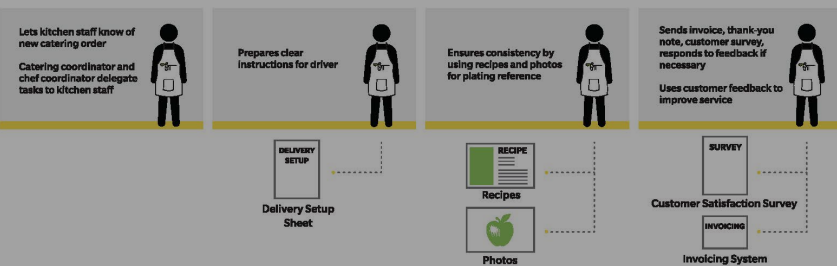 Lets kitchen staff know of
new catering order
Catering coordinator and
chef coordinator delegate
tasks to kitchen staff
Prepares clear
instructions for driver
Ensures consistency by
using recipes and photos
for plating reference
Sends invoice, thank-you
note, customer survey,
responds to feedback if
necessary
Uses customer feedback to
improve service
DELIVERY
SETUP
Delivery Setup
Sheet
RECIPE
Recipes
Photos
SURVEY
Customer Satisfaction Survey
INVOICING
Invoicing System